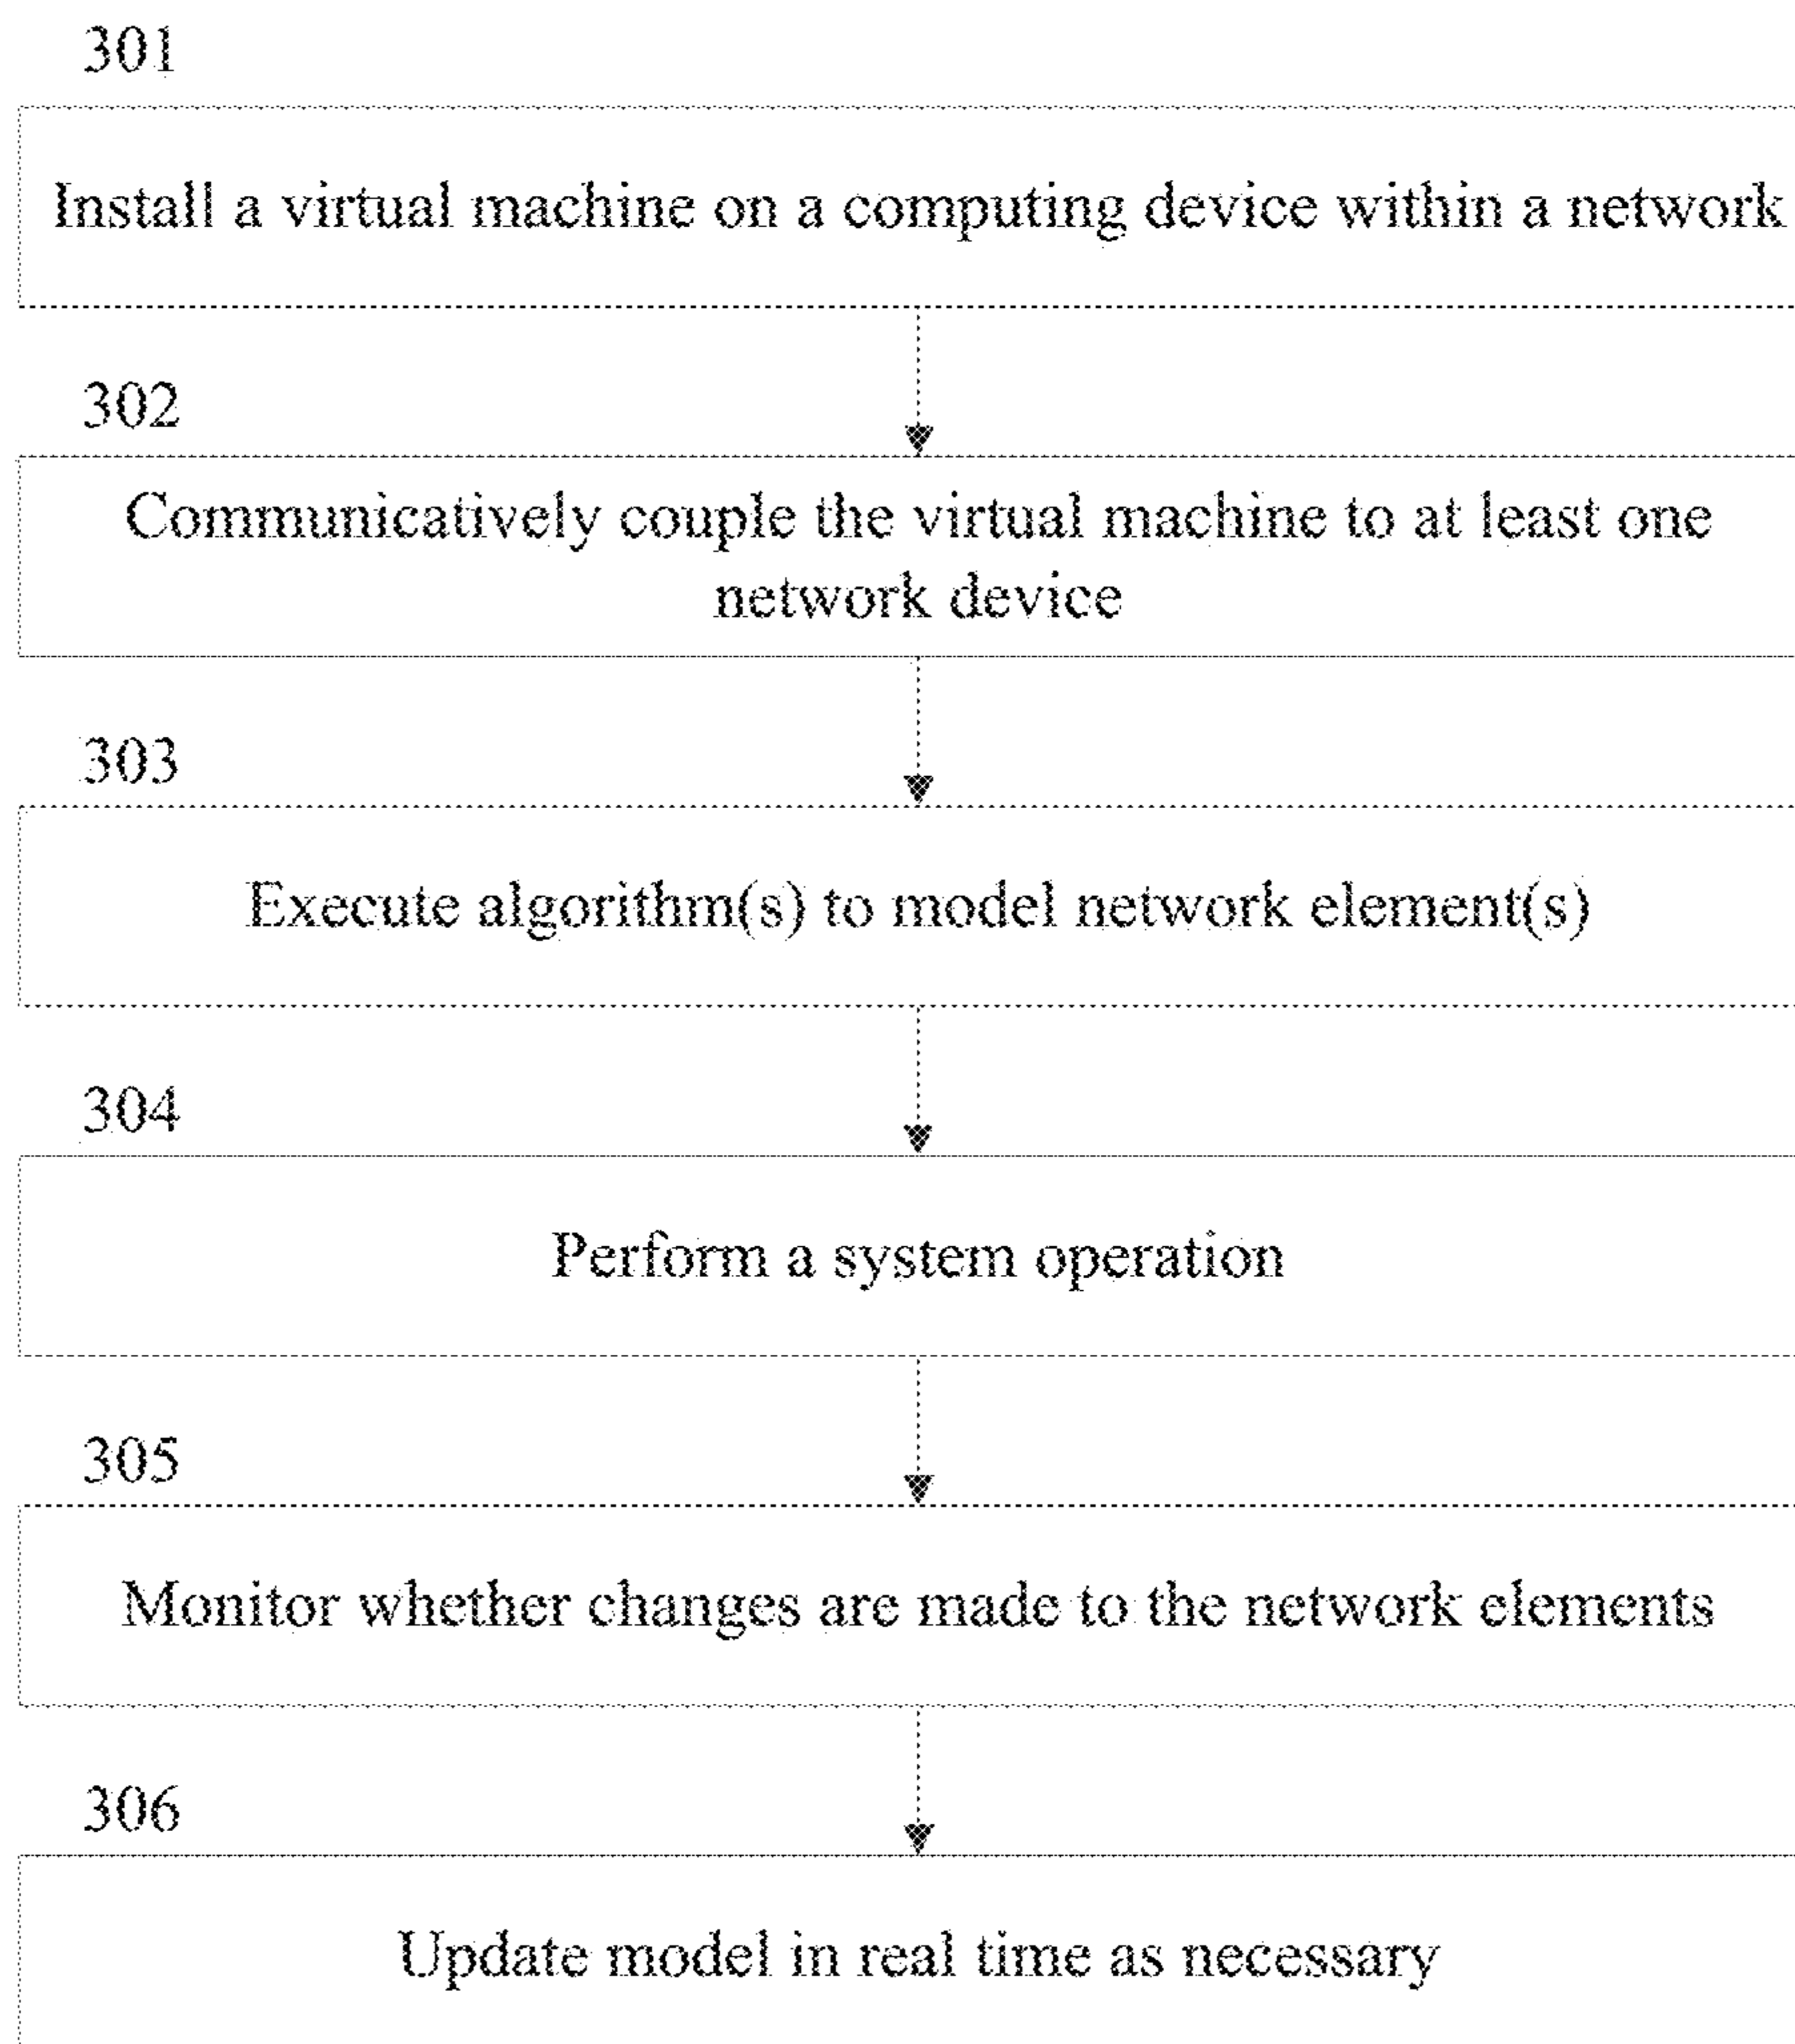 301
Install a virtual machine on a computing device within a network
302
Communicatively couple the virtual machine to at least one
network device
303
Execute algorithm(s) to model network element(s)
304
Perform a system operation
305
Monitor whether changes are made to the network elements
306
Update model in real time as necessary